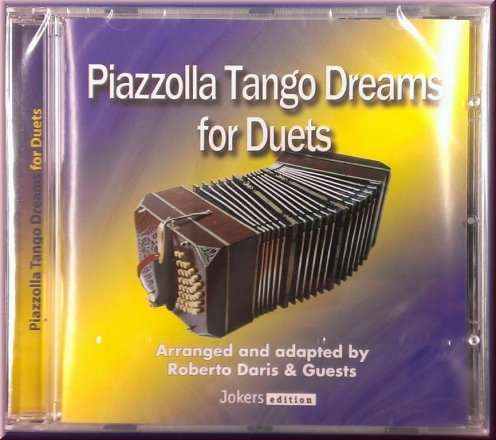 Piazzolla Tango Dreams
for Duets
Arranged and adapted by
Roberto Daris & Guests
Jokers edition
Piazzolla Tango Dreams for Duets